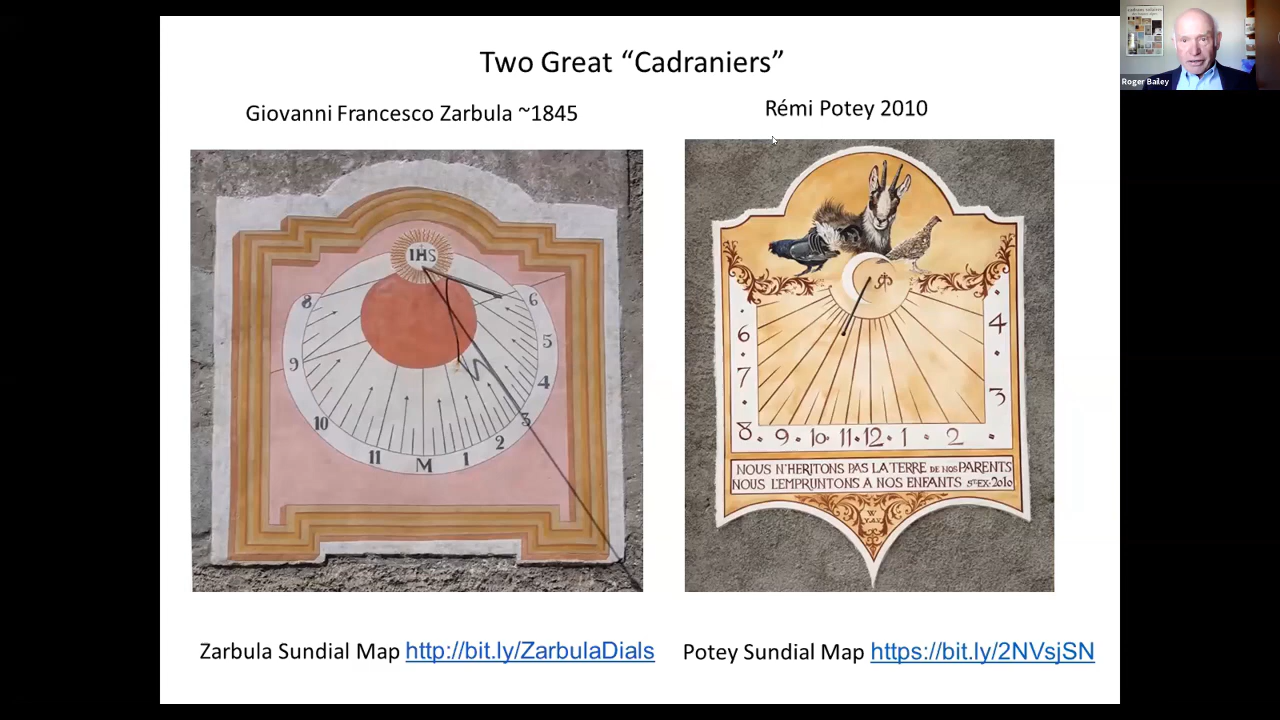 Two Great “Cadraniers”
Giovanni Francesco Zarbula ~1845
Rémi Potey 2010
IHS
8
9
10
11
M
1
2
3
4
5
6
6
7
8 9 10 11 12 1 2
3
4
NOUS N'HERITONS PAS LA TERRE DE NOS PARENTS
NOUS L'EMPRUNTONS A NOS ENFANTS ST EX. 2010
Zarbula Sundial Map http://bit.ly/ZarbulaDials
Potey Sundial Map https://bit.ly/2NVsjSN
Roger Bailey